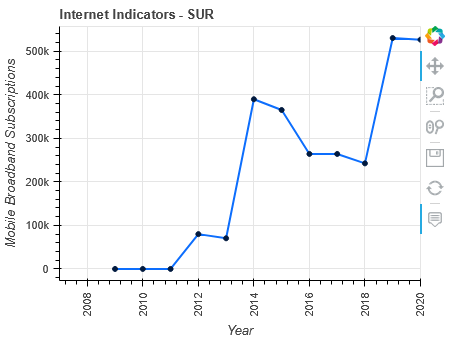 Internet Indicators - SUR
Mobile Broadband Subscriptions
500k
400k
300k
200k
100k
0
2008
2010
2012
2014
2016
2018
2020
Year